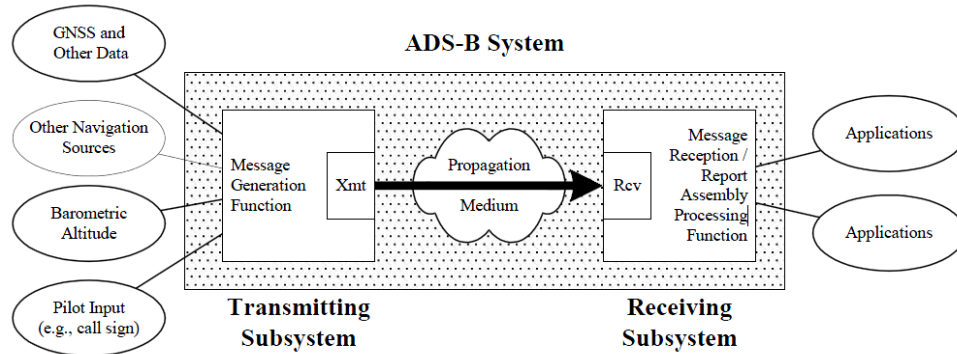 ADS-B System
GNSS and
Other Data
Other Navigation
Sources
Barometric
Altitude
Pilot Input
(e.g., call sign)
Message
Generation
Function
Xmt
Propagation
Medium
Rcv
Message
Reception /
Report
Assembly
Processing
Function
Applications
Applications
Transmitting
Subsystem
Receiving
Subsystem